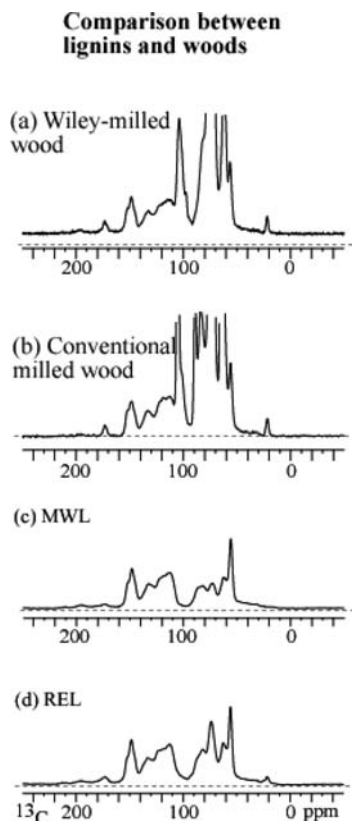 Comparison between
lignins and woods
(a) Wiley-milled
wood
200 100 0
(b) Conventional
milled wood
200 100 0
(c) MWL
200 100 0
(d) REL
200 100 0
¹³C ppm